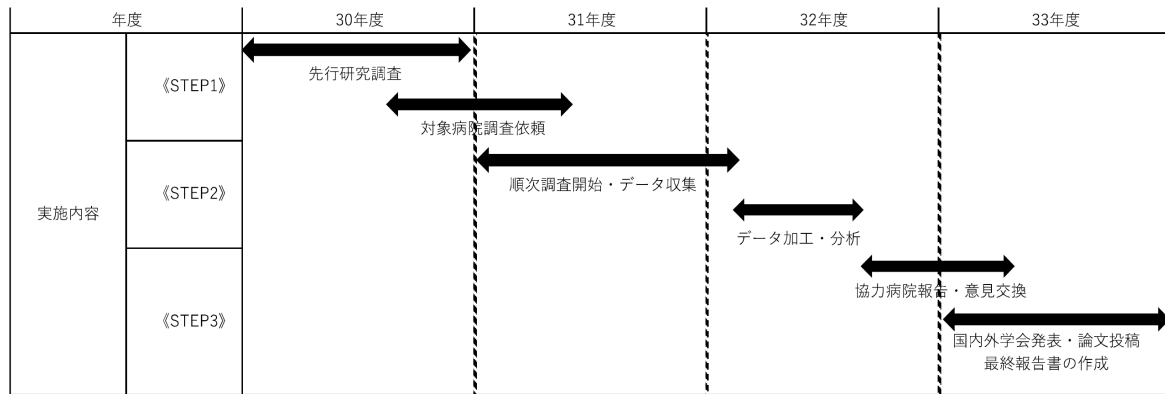 年度
30年度
31年度
32年度
33年度
実施内容
《STEP1》
先行研究調査
対象病院調査依頼
《STEP2》
順次調査開始・データ収集
データ加工・分析
《STEP3》
協力病院報告・意見交換
国内外学会発表・論文投稿
最終報告書の作成